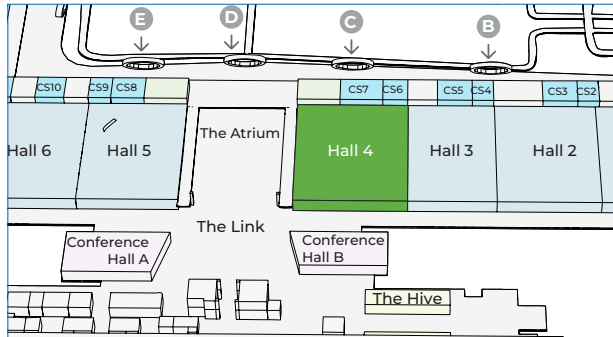 E
D
C
B
CS10
CS9
CS8
CS7
CS6
CS5
CS4
CS3
CS2
Hall 6
Hall 5
The Atrium
Hall 4
Hall 3
Hall 2
The Link
Conference
Hall A
Conference
Hall B
The Hive